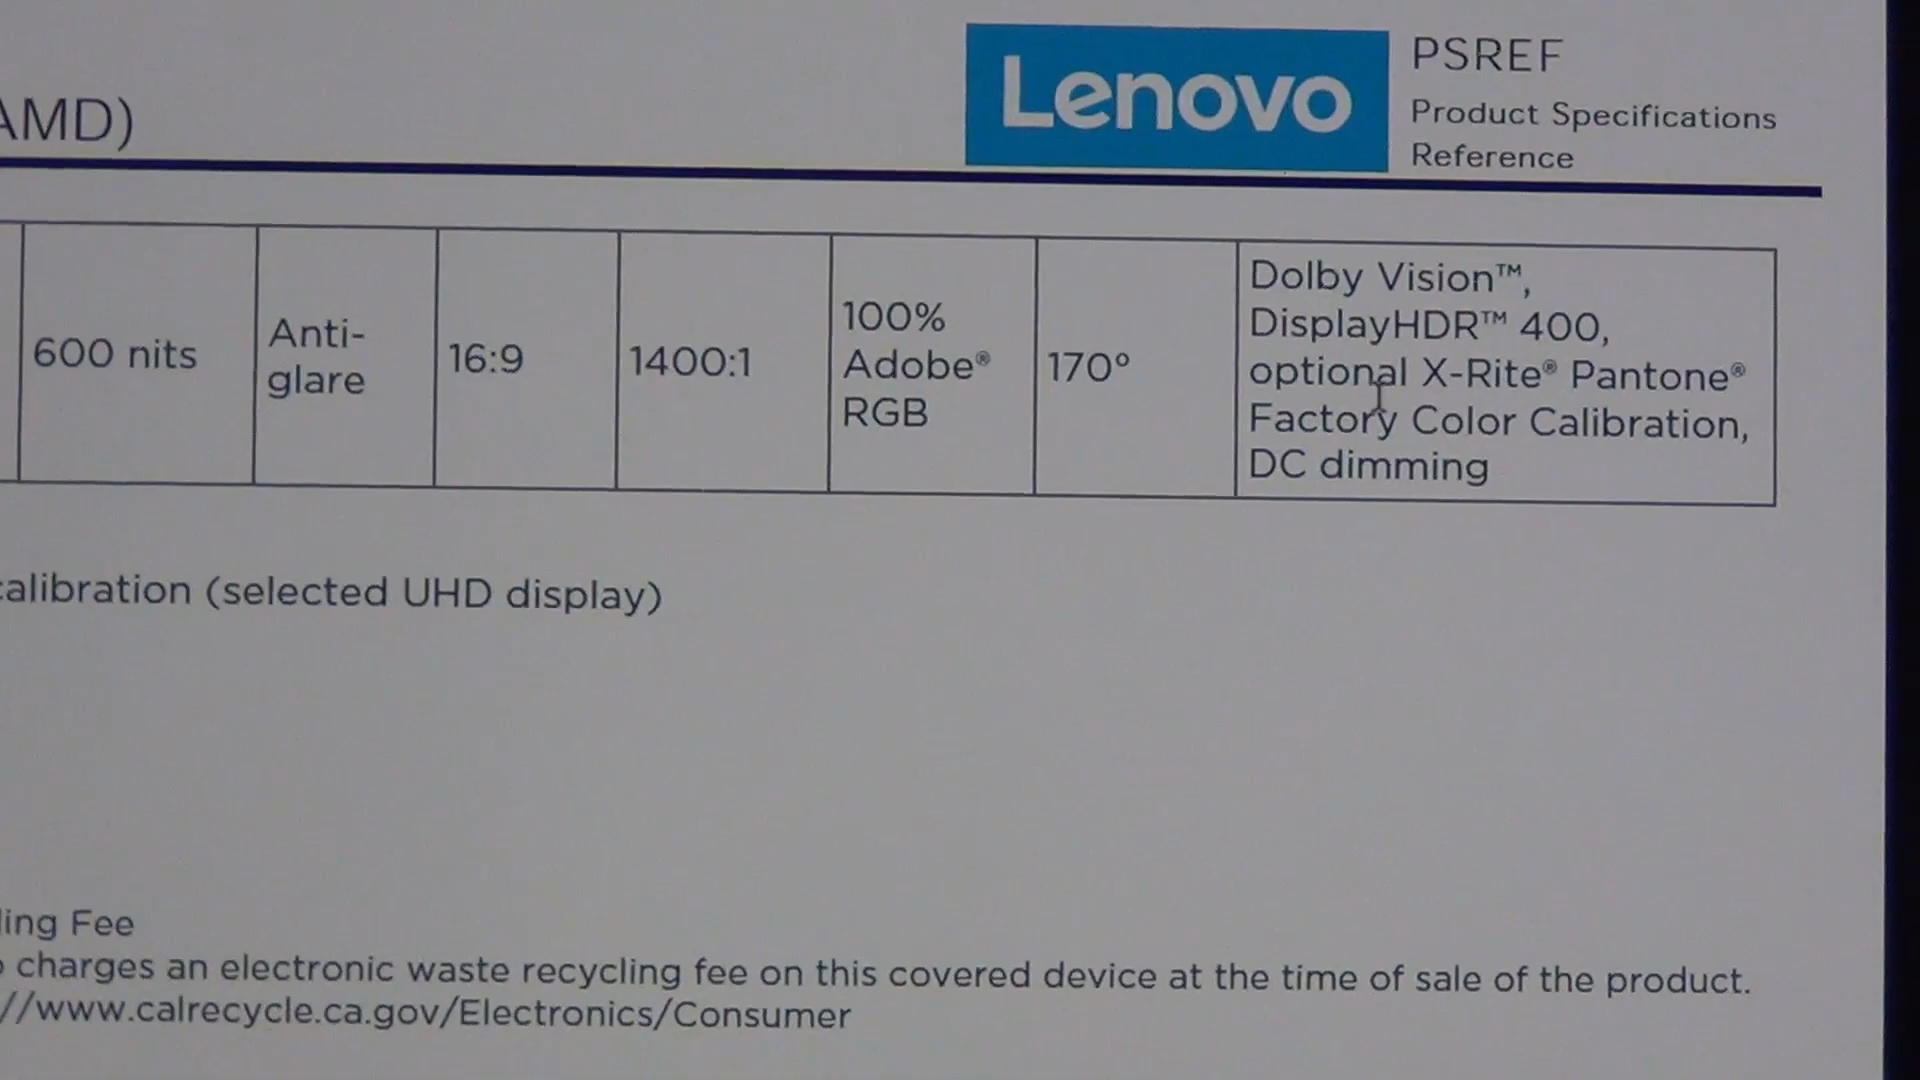 AMD)
Lenovo
PSREF
Product Specifications
Reference
600 nits
Anti-
glare
16:9
1400:1
100%
Adobe®
RGB
170°
Dolby Vision™,
DisplayHDR™ 400,
optional X-Rite® Pantone®
Factory Color Calibration,
DC dimming
alibration (selected UHD display)
ling Fee
charges an electronic waste recycling fee on this covered device at the time of sale of the product.
//www.calrecycle.ca.gov/Electronics/Consumer